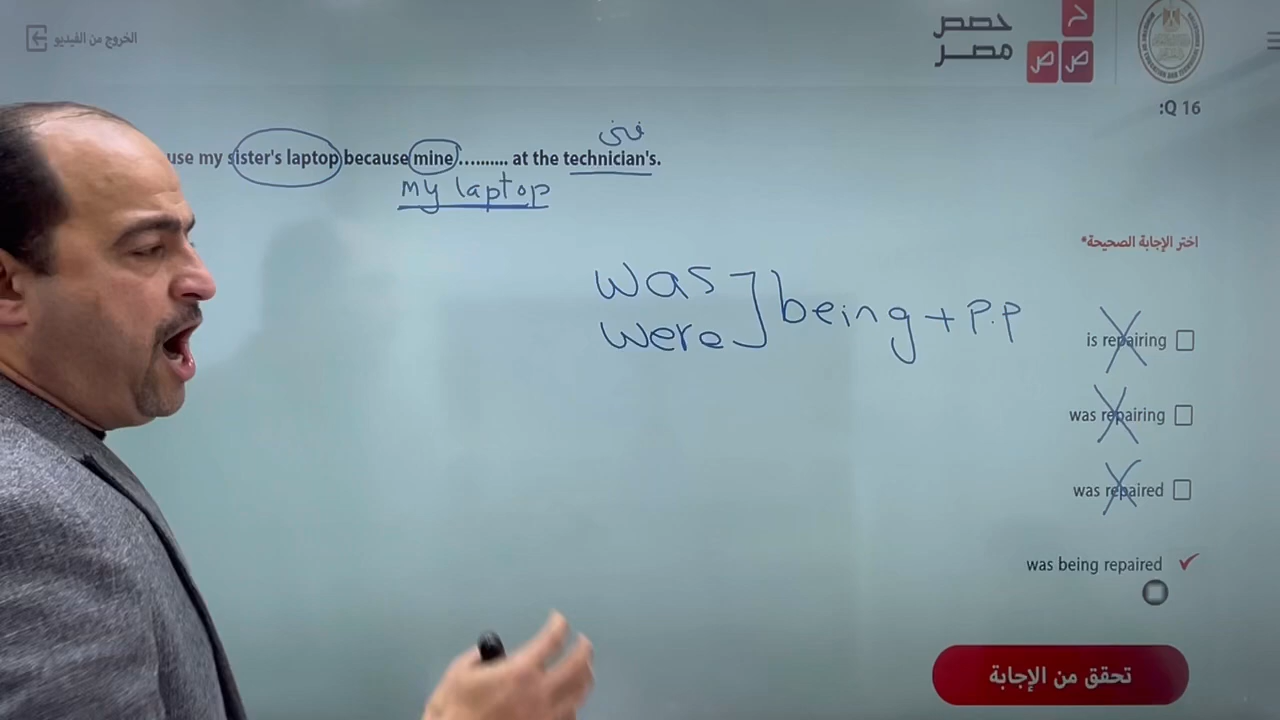 الخروج من الفيديو
حصص
مصر
ح
ص ص
:Q 16
فنى
use my sister's laptop because mine.......... at the technician's.
my laptop
اختر الإجابة الصحيحة*
was
were
being + P.P
is repairing
was repairing
was repaired
was being repaired
تحقق من الإجابة